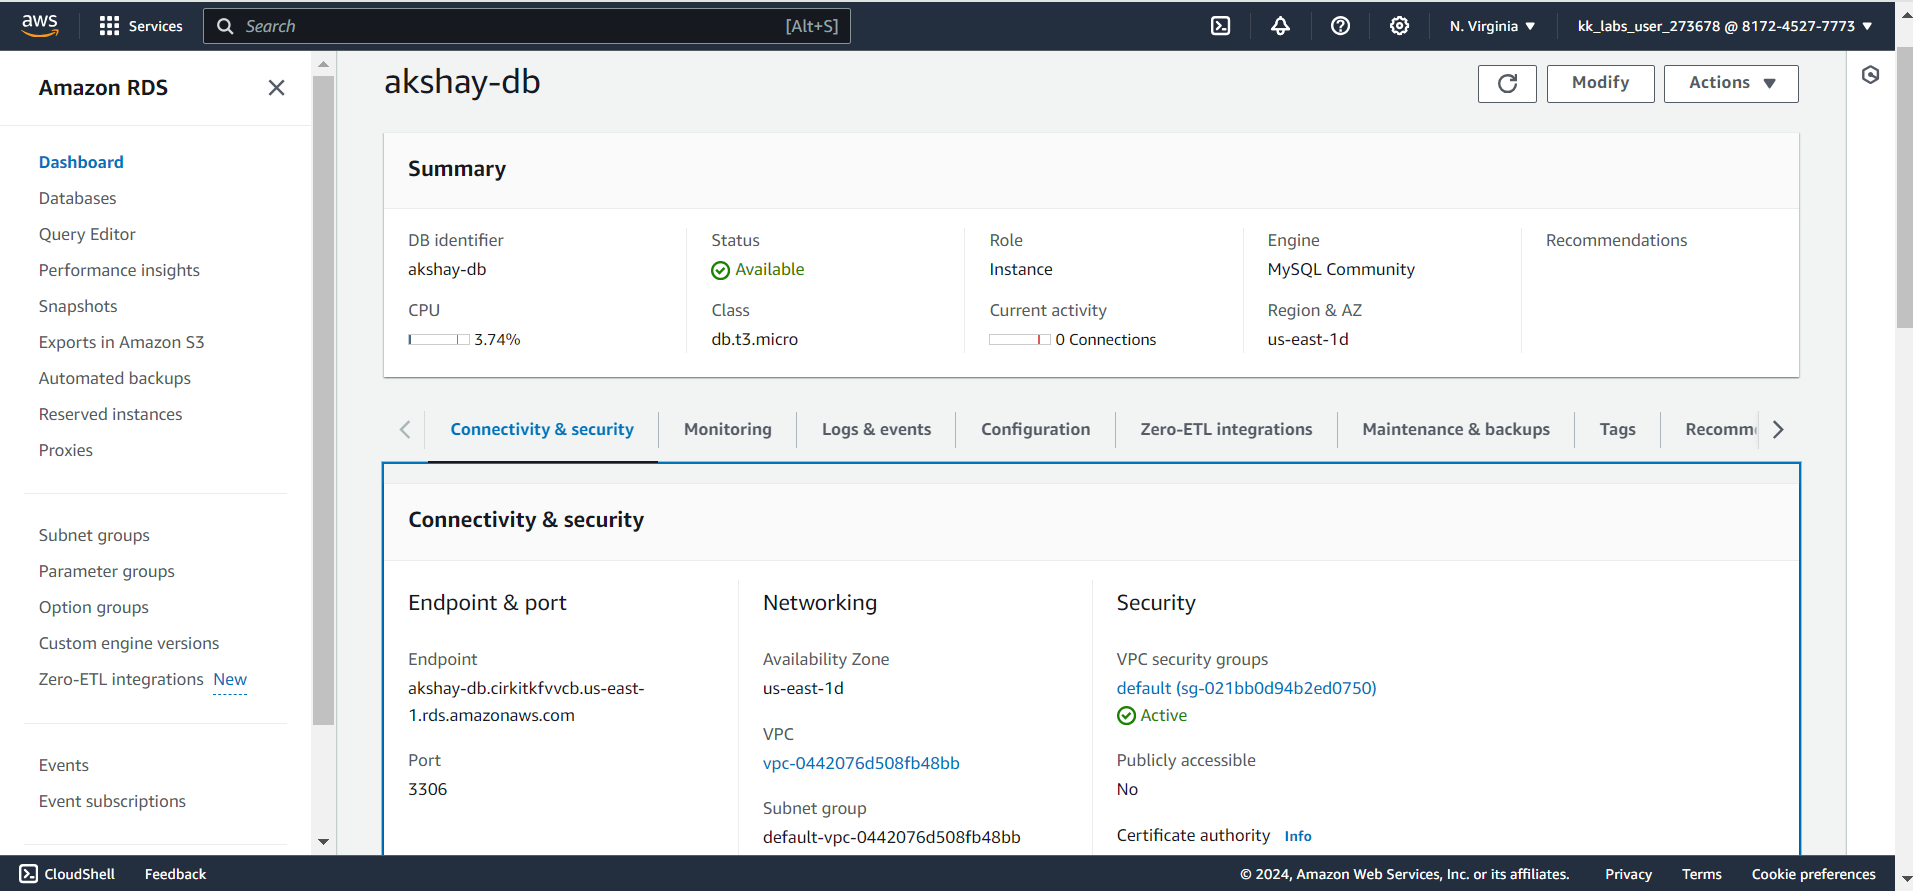 aws
Services
Search
[Alt+S]
N. Virginia
kk_labs_user_273678 @ 8172-4527-7773
Amazon RDS
Dashboard
Databases
Query Editor
Performance insights
Snapshots
Exports in Amazon S3
Automated backups
Reserved instances
Proxies
Subnet groups
Parameter groups
Option groups
Custom engine versions
Zero-ETL integrations New
Events
Event subscriptions
akshay-db
Modify
Actions
Summary
DB identifier
akshay-db
CPU
3.74%
Status
Available
Class
db.t3.micro
Role
Instance
Current activity
0 Connections
Engine
MySQL Community
Region & AZ
us-east-1d
Recommendations
Connectivity & security
Monitoring
Logs & events
Configuration
Zero-ETL integrations
Maintenance & backups
Tags
Recomm
Connectivity & security
Endpoint & port
Endpoint
akshay-db.cirkitkfvvcb.us-east-
1.rds.amazonaws.com
Port
3306
Networking
Availability Zone
us-east-1d
VPC
vpc-0442076d508fb48bb
Subnet group
default-vpc-0442076d508fb48bb
Security
VPC security groups
default (sg-021bb0d94b2ed0750)
Active
Publicly accessible
No
Certificate authority Info
CloudShell
Feedback
© 2024, Amazon Web Services, Inc. or its affiliates.
Privacy
Terms
Cookie preferences